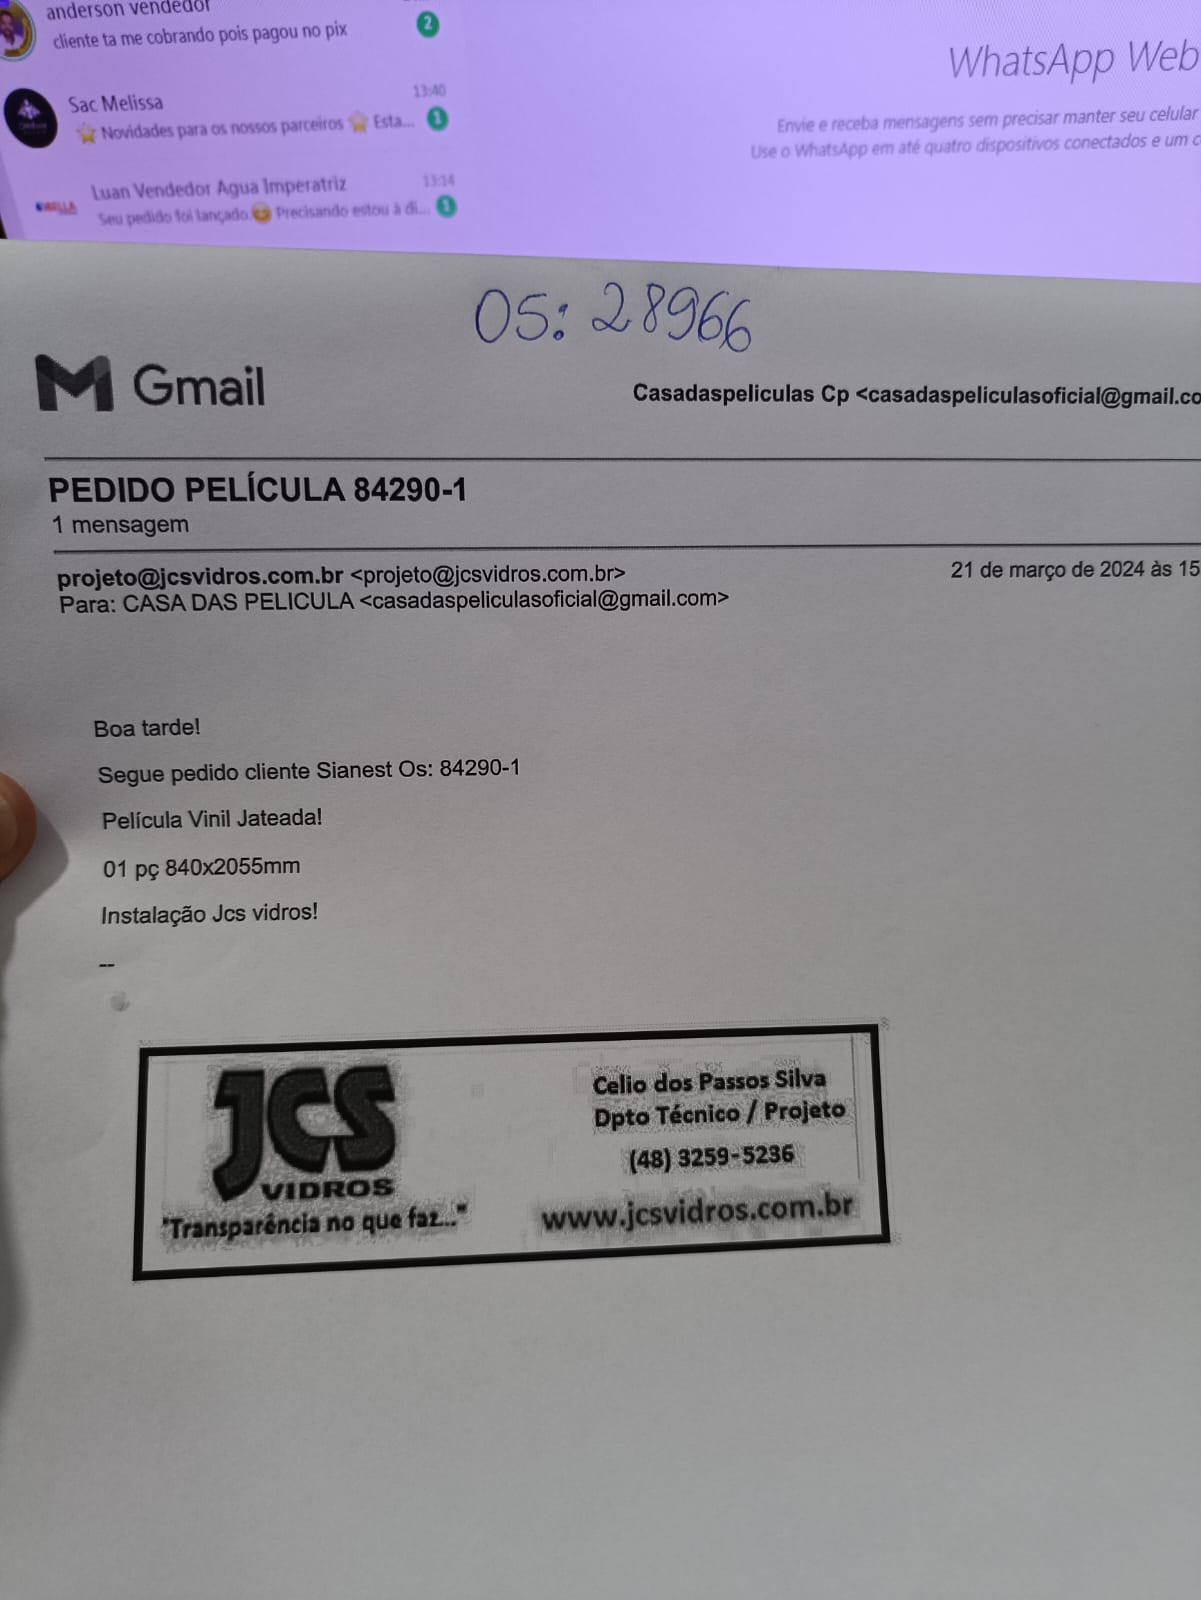 anderson vendedor
cliente ta me cobrando pois pagou no pix
2
Sac Melissa
13:40
⭐ Novidades para os nossos parceiros ⭐ Esta...
1
Luan Vendedor Agua Imperatriz
13:14
Seu pedido foi lançado 😊 Precisando estou à di...
1
WhatsApp Web
Envie e receba mensagens sem precisar manter seu celular
Use o WhatsApp em até quatro dispositivos conectados e um c
OS: 28966
M Gmail
Casadaspeliculas Cp <casadaspeliculasoficial@gmail.co
PEDIDO PELÍCULA 84290-1
1 mensagem
projeto@jcsvidros.com.br <projeto@jcsvidros.com.br>
21 de março de 2024 às 15
Para: CASA DAS PELICULA <casadaspeliculasoficial@gmail.com>
Boa tarde!
Segue pedido cliente Sianest Os: 84290-1
Película Vinil Jateada!
01 pç 840x2055mm
Instalação Jcs vidros!
--
JCS
VIDROS
"Transparência no que faz..."
Celio dos Passos Silva
Dpto Técnico / Projeto
(48) 3259-5236
www.jcsvidros.com.br